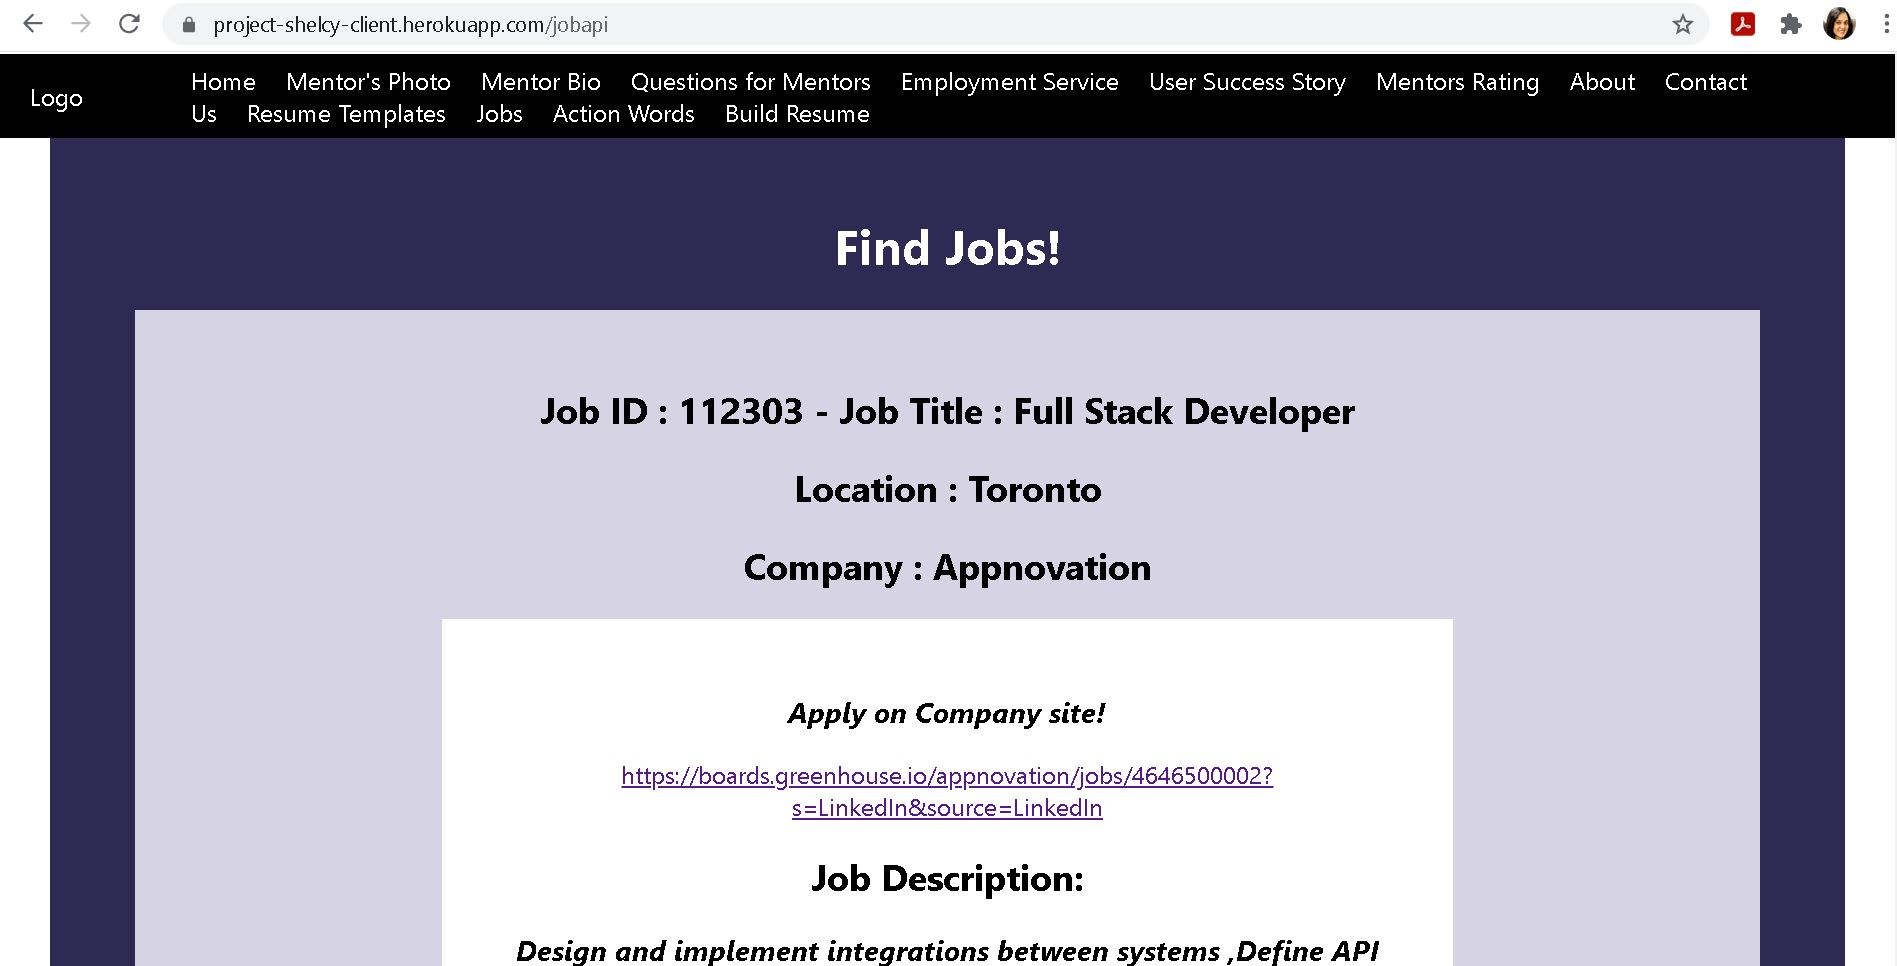 project-shelcy-client.herokuapp.com/jobapi
Logo
Home Mentor's Photo Mentor Bio Questions for Mentors Employment Service User Success Story Mentors Rating About Contact
Us Resume Templates Jobs Action Words Build Resume
Find Jobs!
Job ID : 112303 - Job Title : Full Stack Developer
Location : Toronto
Company : Appnovation
Apply on Company site!
https://boards.greenhouse.io/appnovation/jobs/4646500002?
s=LinkedIn&source=LinkedIn
Job Description:
Design and implement integrations between systems ,Define API